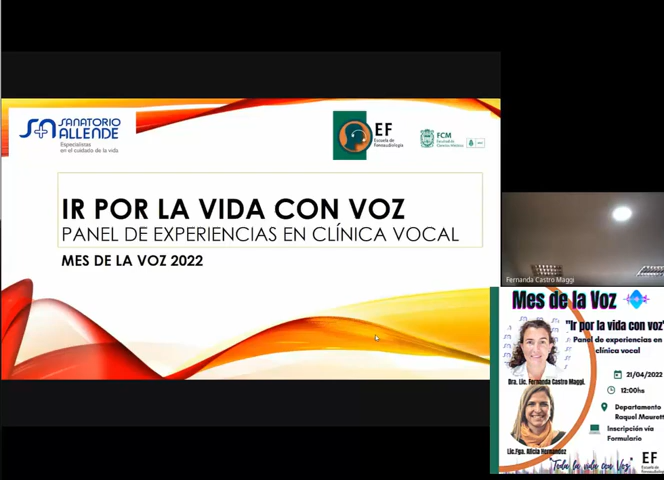 SANATORIO
ALLENDE
Especialistas
en el cuidado de la vida
EF
Escuela de
Fonoaudiología
FCM
IR POR LA VIDA CON VOZ
PANEL DE EXPERIENCIAS EN CLÍNICA VOCAL
MES DE LA VOZ 2022
Fernanda Castro Maggi
Mes de la Voz
"Ir por la vida con voz"
Panel de experiencias en
clínica vocal
Dra. Lic. Fernanda Castro Maggi.
21/04/2022
12:00hs
Departamento
Raquel Maurett
Inscripción vía
Formulario
Lic.Fga. Alicia Hernandez
"Toda la vida con Voz"
EF
Escuela de